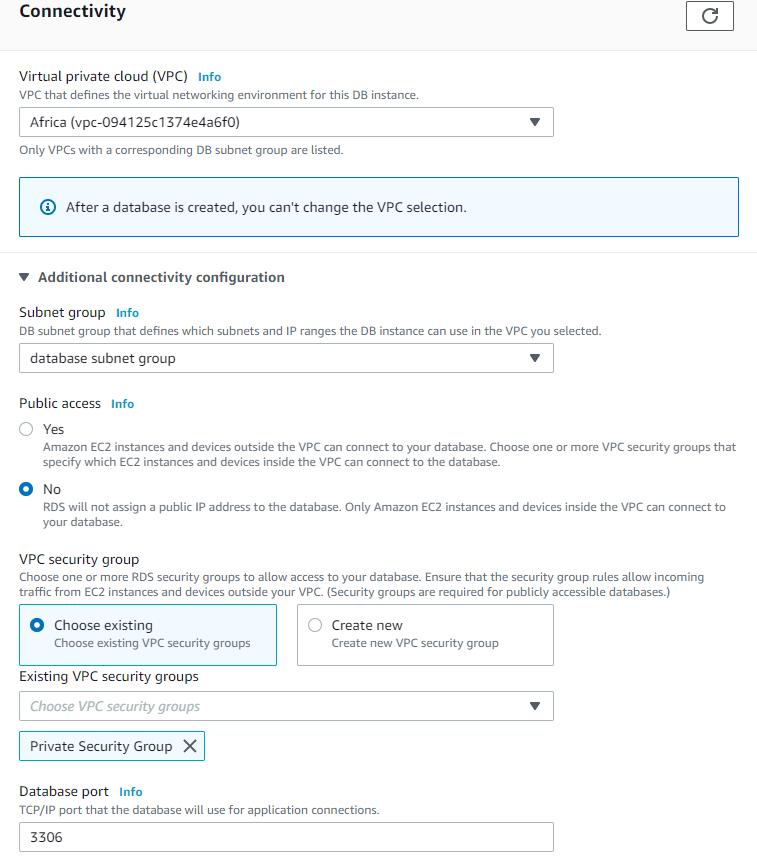 Connectivity
Virtual private cloud (VPC) Info
VPC that defines the virtual networking environment for this DB instance.
Africa (vpc-094125c1374e4a6f0)
Only VPCs with a corresponding DB subnet group are listed.
After a database is created, you can't change the VPC selection.
Additional connectivity configuration
Subnet group Info
DB subnet group that defines which subnets and IP ranges the DB instance can use in the VPC you selected.
database subnet group
Public access Info
Yes
Amazon EC2 instances and devices outside the VPC can connect to your database. Choose one or more VPC security groups that
specify which EC2 instances and devices inside the VPC can connect to the database.
No
RDS will not assign a public IP address to the database. Only Amazon EC2 instances and devices inside the VPC can connect to
your database.
VPC security group
Choose one or more RDS security groups to allow access to your database. Ensure that the security group rules allow incoming
traffic from EC2 instances and devices outside your VPC. (Security groups are required for publicly accessible databases.)
Choose existing
Choose existing VPC security groups
Create new
Create new VPC security group
Existing VPC security groups
Choose VPC security groups
Private Security Group
Database port Info
TCP/IP port that the database will use for application connections.
3306